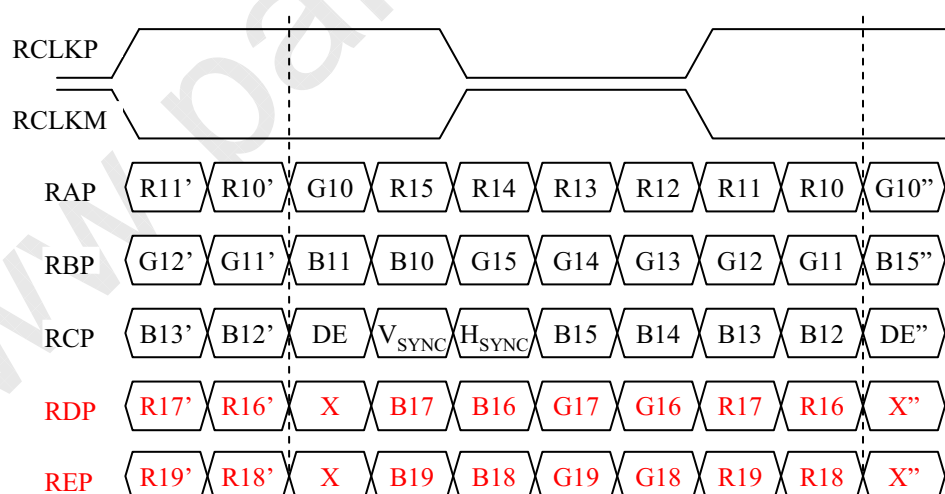 RCLKP
RCLKM
RAP R11’ R10’ G10 R15 R14 R13 R12 R11 R10 G10”
RBP G12’ G11’ B11 B10 G15 G14 G13 G12 G11 B15”
RCP B13’ B12’ DE VSYNC HSYNC B15 B14 B13 B12 DE”
RDP R17’ R16’ X B17 B16 G17 G16 R17 R16 X”
REP R19’ R18’ X B19 B18 G19 G18 R19 R18 X”